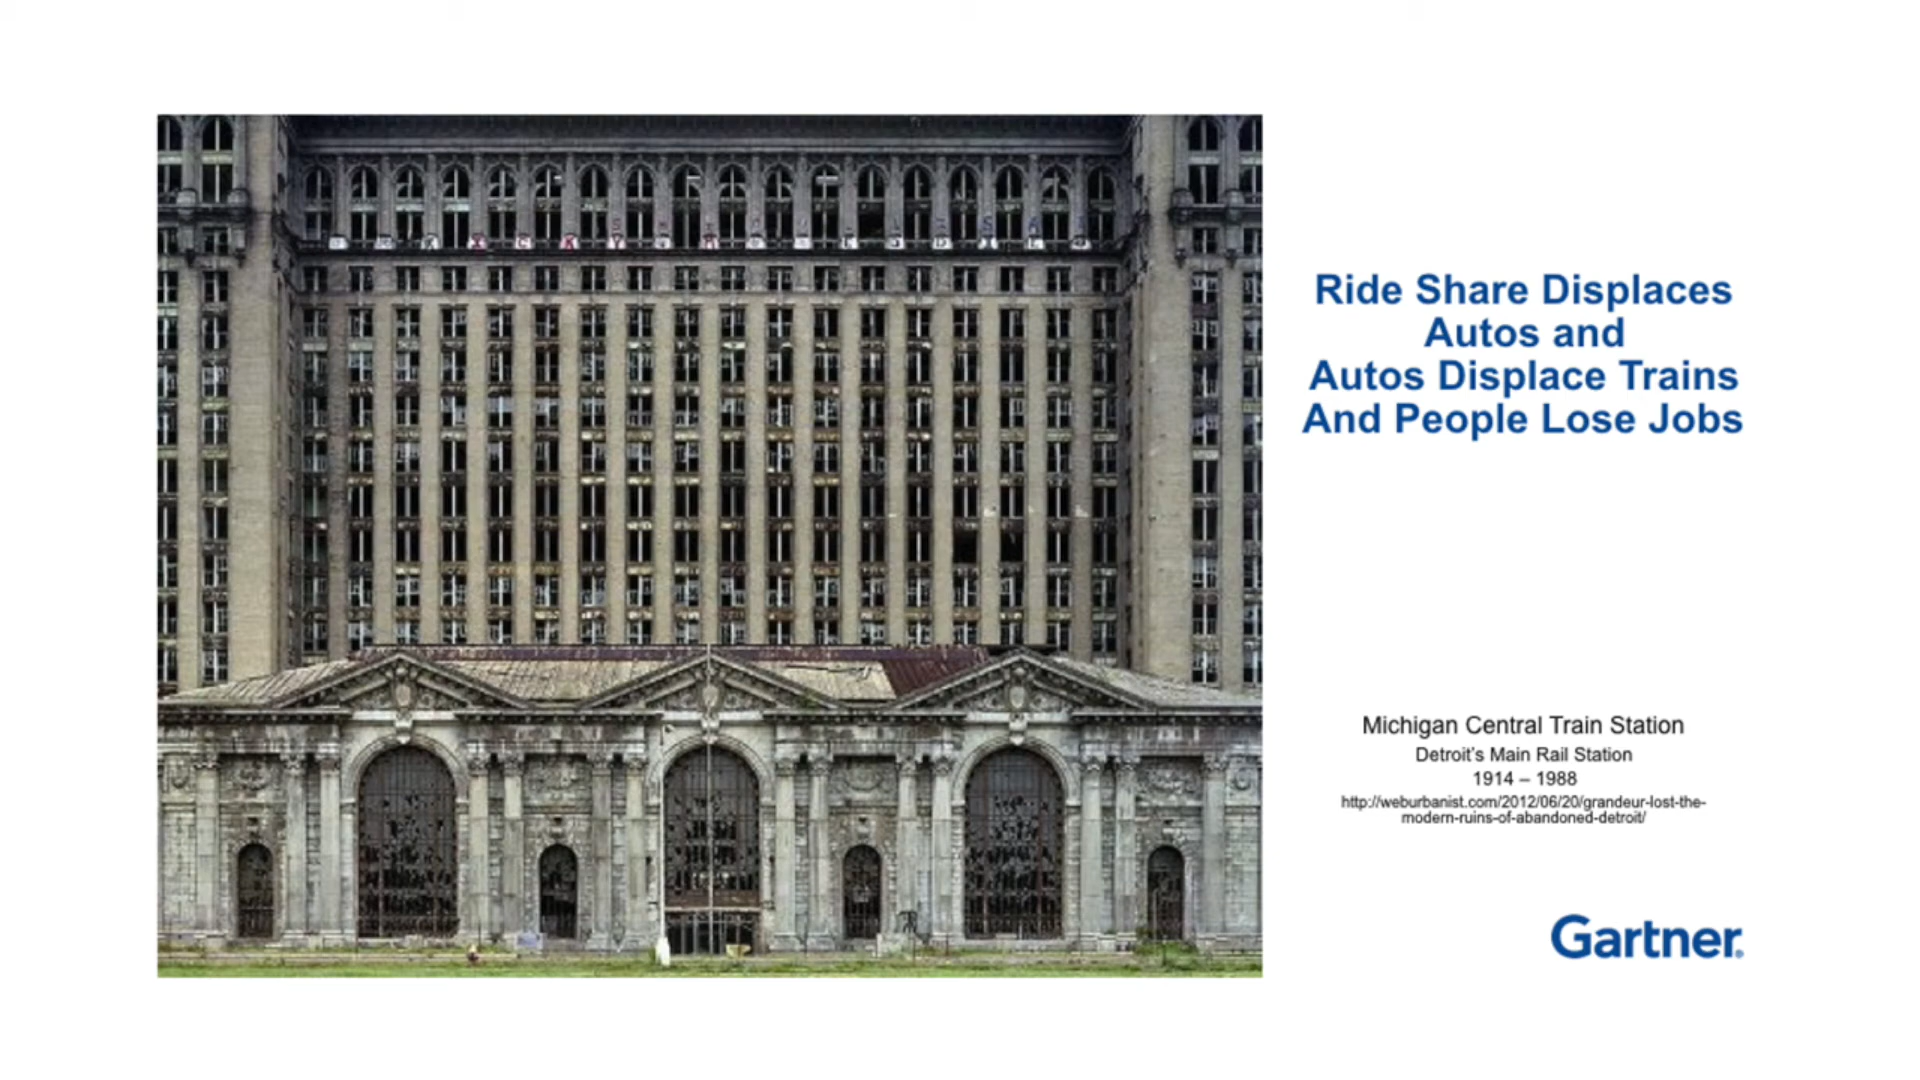 Ride Share Displaces
Autos and
Autos Displace Trains
And People Lose Jobs
Michigan Central Train Station
Detroit's Main Rail Station
1914 – 1988
http://weburbanist.com/2012/06/20/grandeur-lost-the-
modern-ruins-of-abandoned-detroit/
Gartner®